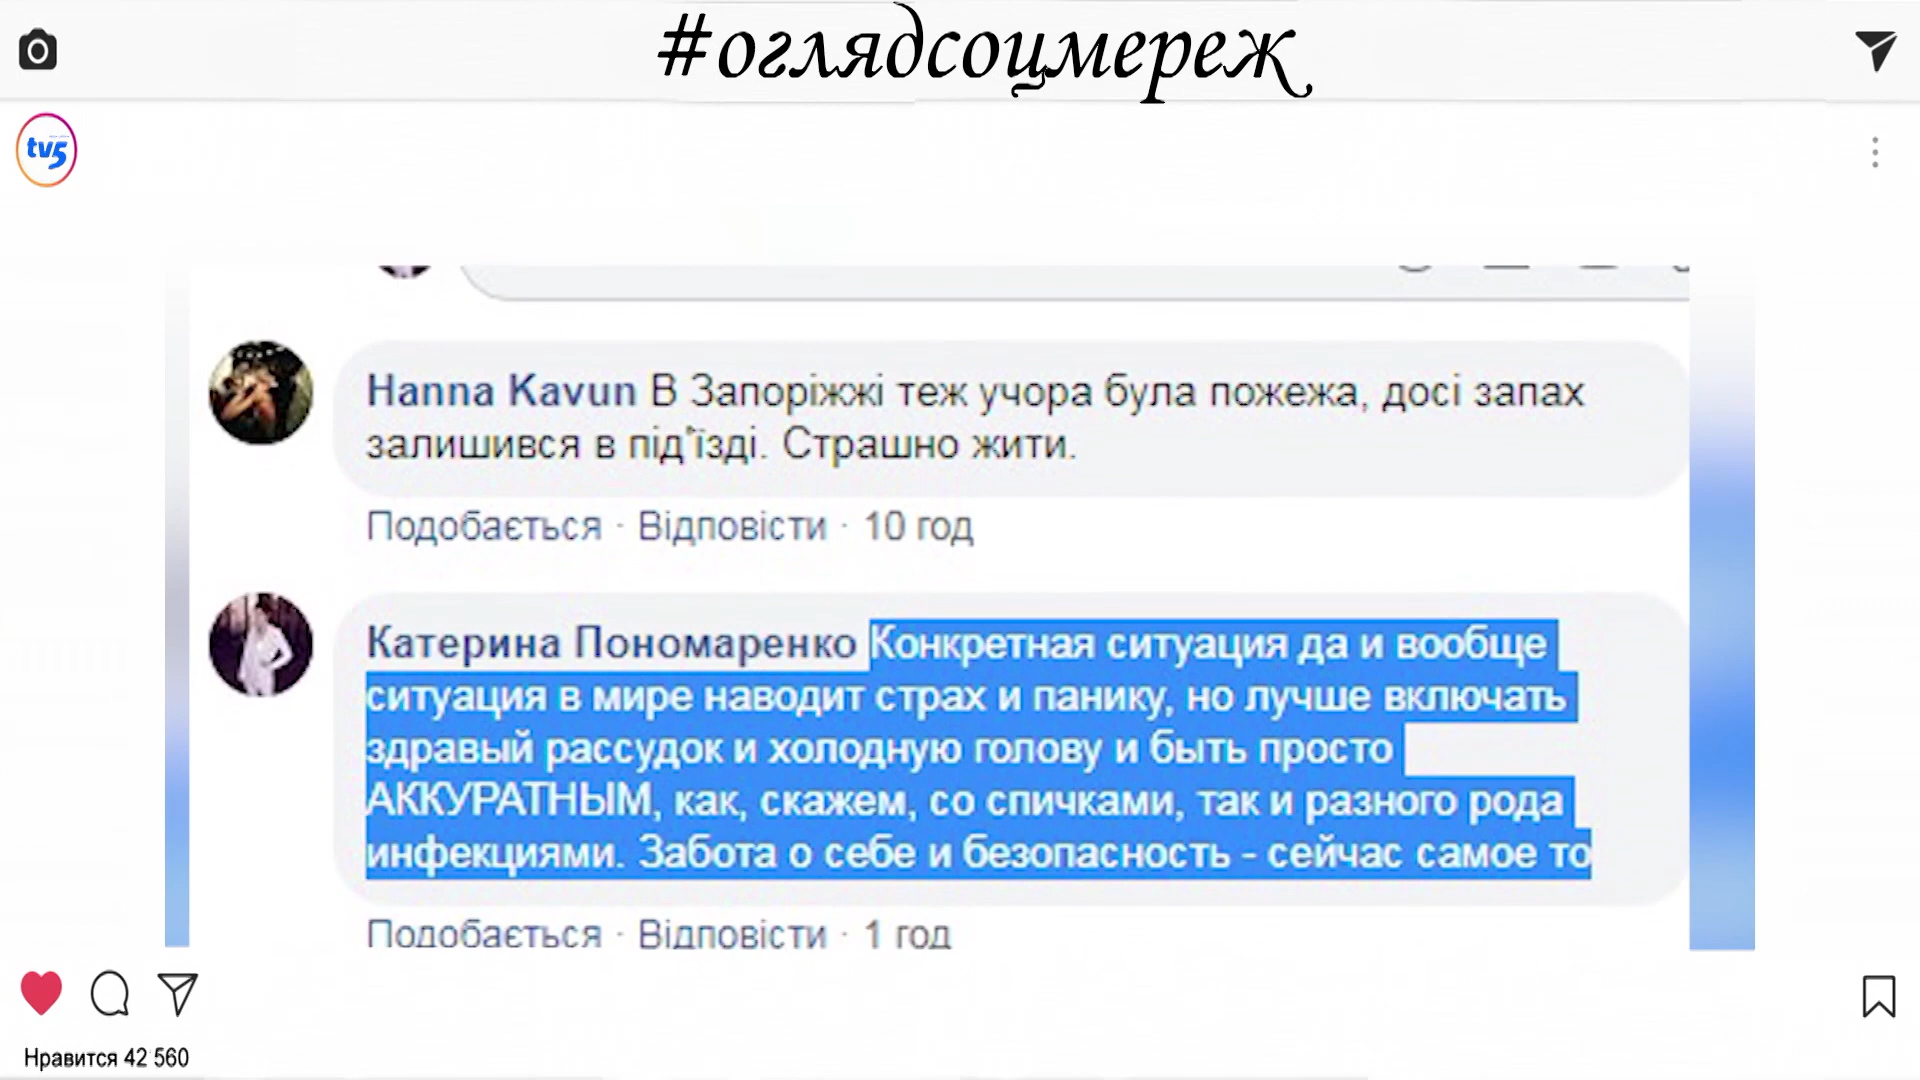 #оглядсоцмереж
tv5
Hanna Kavun В Запоріжжі теж учора була пожежа, досі запах
залишився в під'їзді. Страшно жити.
Подобається · Відповісти · 10 год
Катерина Пономаренко Конкретная ситуация да и вообще
ситуация в мире наводит страх и панику, но лучше включать
здравый рассудок и холодную голову и быть просто
АККУРАТНЫМ, как, скажем, со спичками, так и разного рода
инфекциями. Забота о себе и безопасность - сейчас самое то
Подобається · Відповісти · 1 год
Нравится 42 560